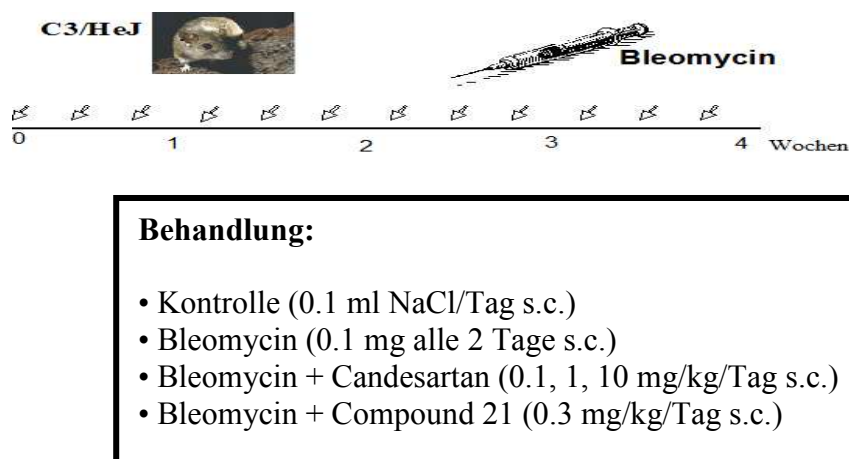 C3/HeJ
Bleomycin
0 1 2 3 4 Wochen
Behandlung:
• Kontrolle (0.1 ml NaCl/Tag s.c.)
• Bleomycin (0.1 mg alle 2 Tage s.c.)
• Bleomycin + Candesartan (0.1, 1, 10 mg/kg/Tag s.c.)
• Bleomycin + Compound 21 (0.3 mg/kg/Tag s.c.)